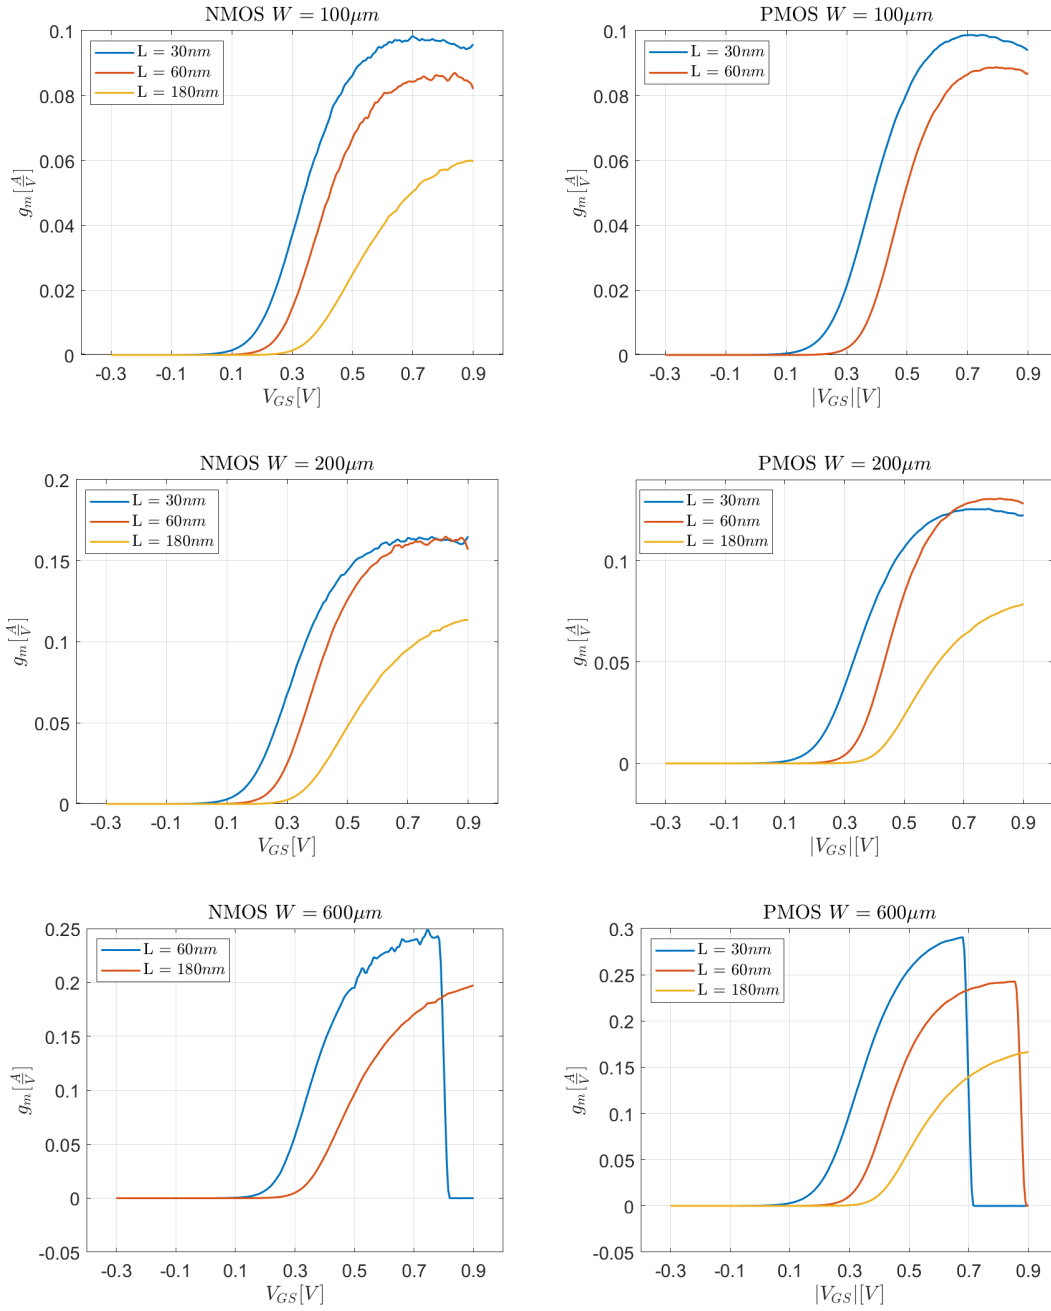 NMOS W = 100μm
L = 30nm
L = 60nm
L = 180nm
0.1
0.08
0.06
0.04
0.02
0
g_m[A/V]
-0.3 -0.1 0.1 0.3 0.5 0.7 0.9
V_GS[V]
PMOS W = 100μm
L = 30nm
L = 60nm
0.1
0.08
0.06
0.04
0.02
0
g_m[A/V]
-0.3 -0.1 0.1 0.3 0.5 0.7 0.9
|V_GS|[V]
NMOS W = 200μm
L = 30nm
L = 60nm
L = 180nm
0.2
0.15
0.1
0.05
0
g_m[A/V]
-0.3 -0.1 0.1 0.3 0.5 0.7 0.9
V_GS[V]
PMOS W = 200μm
L = 30nm
L = 60nm
L = 180nm
0.1
0.05
0
g_m[A/V]
-0.3 -0.1 0.1 0.3 0.5 0.7 0.9
|V_GS|[V]
NMOS W = 600μm
L = 60nm
L = 180nm
0.25
0.2
0.15
0.1
0.05
0
-0.05
g_m[A/V]
-0.3 -0.1 0.1 0.3 0.5 0.7 0.9
V_GS[V]
PMOS W = 600μm
L = 30nm
L = 60nm
L = 180nm
0.3
0.25
0.2
0.15
0.1
0.05
0
-0.05
g_m[A/V]
-0.3 -0.1 0.1 0.3 0.5 0.7 0.9
|V_GS|[V]